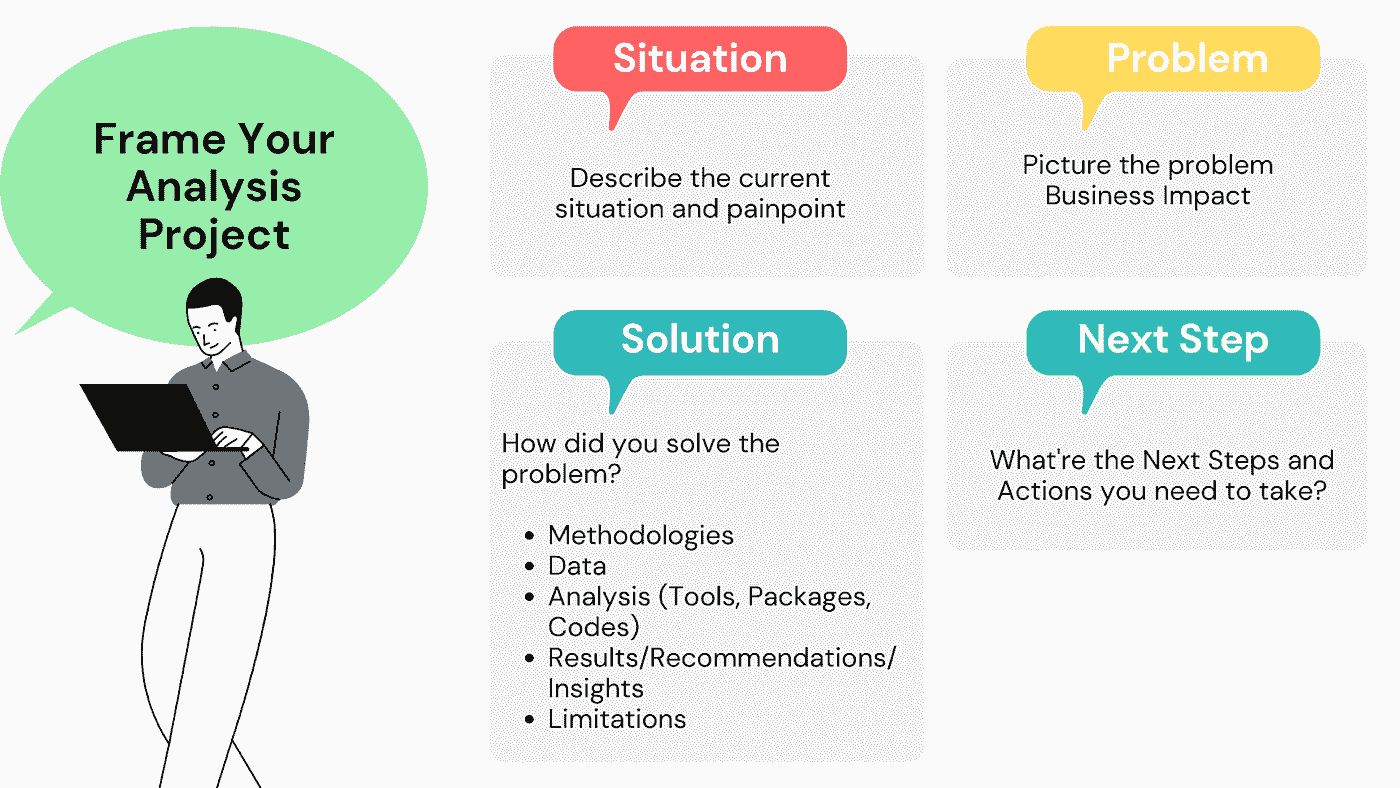 Frame Your
Analysis
Project
Situation
Describe the current
situation and painpoint
Problem
Picture the problem
Business Impact
Solution
How did you solve the
problem?
• Methodologies
• Data
• Analysis (Tools, Packages,
Codes)
• Results/Recommendations/
Insights
• Limitations
Next Step
What're the Next Steps and
Actions you need to take?